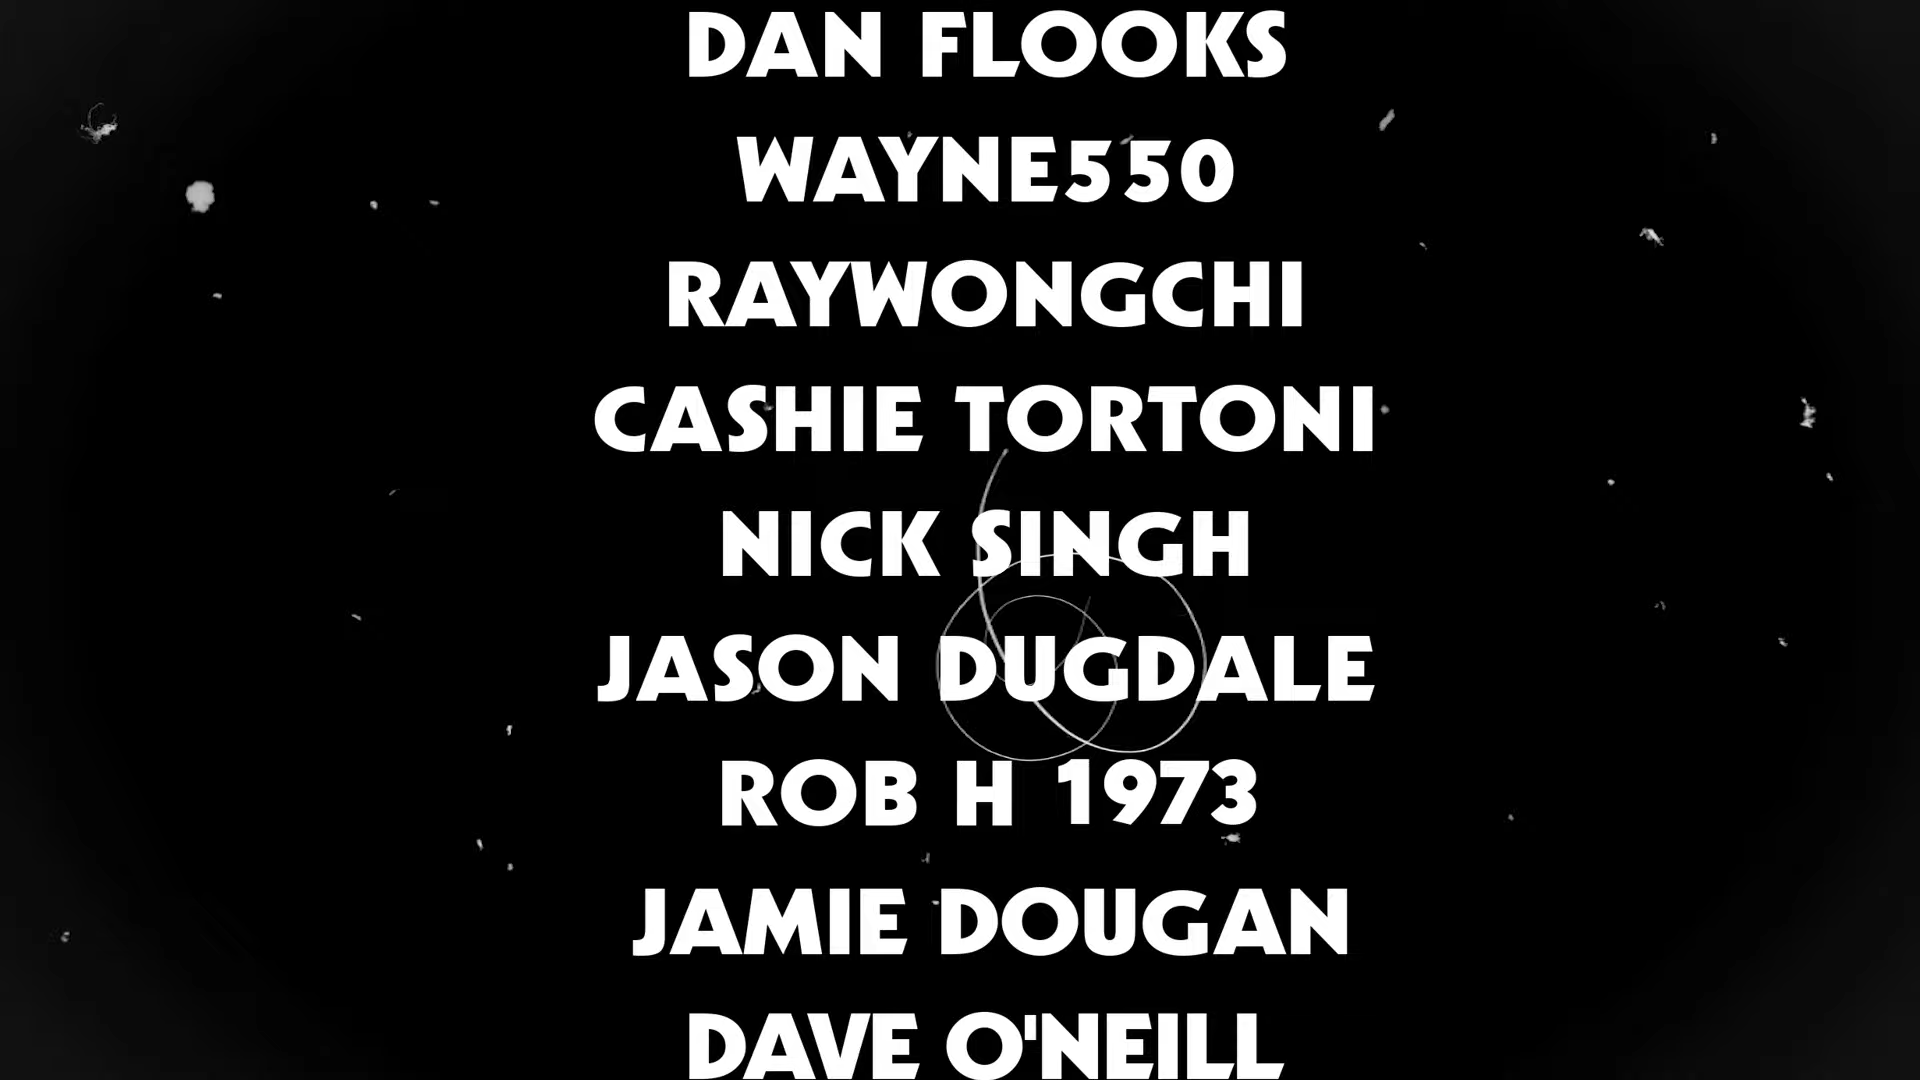 DAN FLOOKS
WAYNE550
RAYWONGCHI
CASHIE TORTONI
NICK SINGH
JASON DUGDALE
ROB H 1973
JAMIE DOUGAN
DAVE O'NEILL